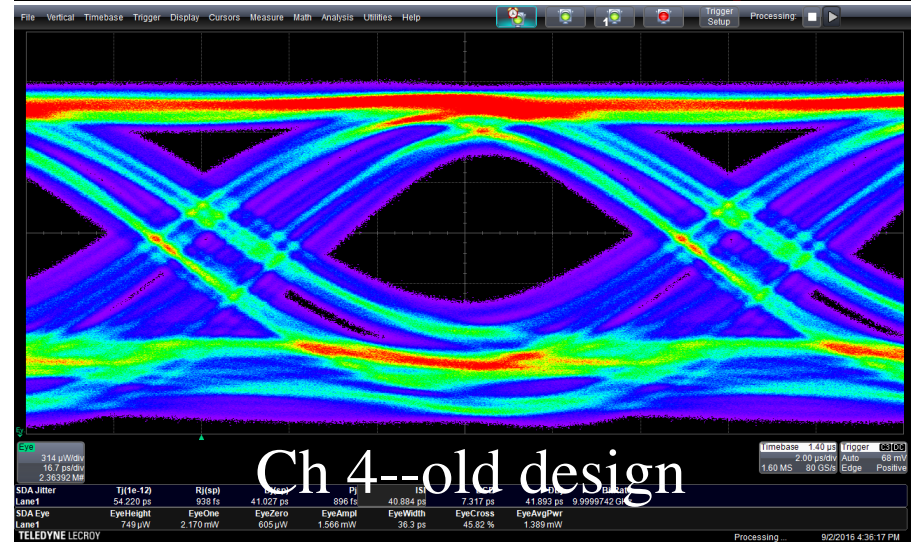 File Vertical Timebase Trigger Display Cursors Measure Math Analysis Utilities Help 1 Trigger Setup Processing:
Eye
314 µW/div
16.7 ps/div
2.36392 M#
Timebase 1.40 µs Trigger C3 DC
2.00 µs/div Auto 68 mV
1.60 MS 80 GS/s Edge Positive
Ch 4--old design
SDA Jitter Tj(1e-12) Rj(sp) Pj
Lane1 54.220 ps 938 fs 41.027 ps 896 fs 40.884 ps 7.317 ps 41.893 ps 9.9999742
SDA Eye EyeHeight EyeOne EyeZero EyeAmpl EyeWidth EyeCross EyeAvgPwr
Lane1 749 µW 2.170 mW 605 µW 1.566 mW 36.3 ps 45.82 % 1.389 mW
TELEDYNE LECROY Processing... 9/2/2016 4:36:17 PM